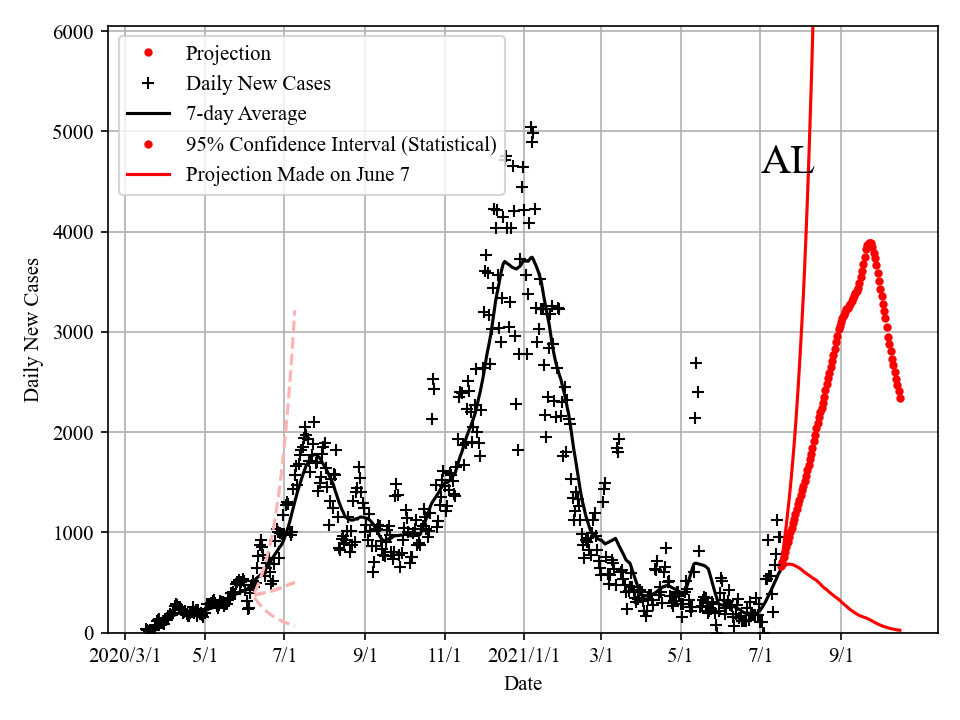 6000
5000
4000
3000
2000
1000
0
Daily New Cases
Projection
Daily New Cases
7-day Average
95% Confidence Interval (Statistical)
Projection Made on June 7
AL
2020/3/1 5/1 7/1 9/1 11/1 2021/1/1 3/1 5/1 7/1 9/1
Date